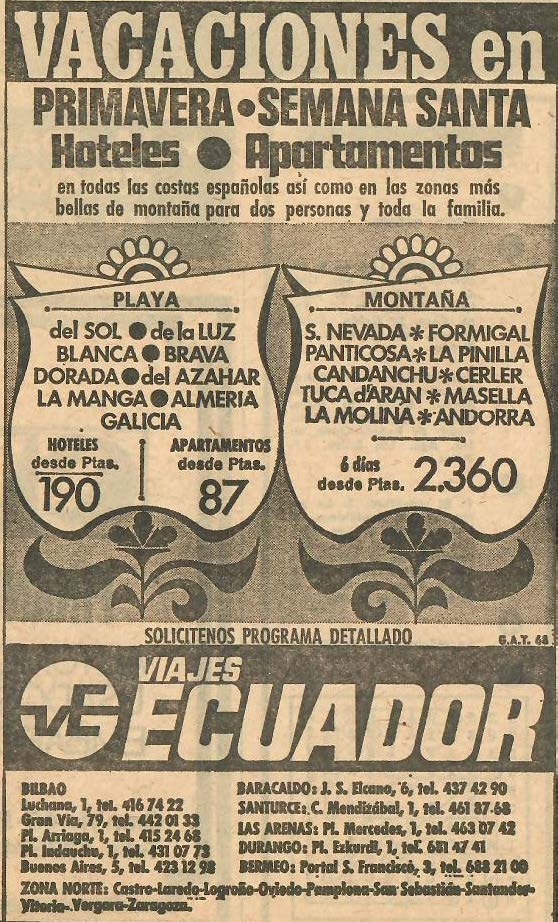 VACACIONES en
PRIMAVERA • SEMANA SANTA
Hoteles ● Apartamentos
en todas las costas españolas así como en las zonas más
bellas de montaña para dos personas y toda la familia.
PLAYA
del SOL ● de la LUZ
BLANCA ● BRAVA
DORADA ● del AZAHAR
LA MANGA ● ALMERIA
GALICIA
HOTELES
desde Ptas.
190
APARTAMENTOS
desde Ptas.
87
MONTAÑA
S. NEVADA * FORMIGAL
PANTICOSA * LA PINILLA
CANDANCHU * CERLER
TUCA d'ARAN * MASELLA
LA MOLINA * ANDORRA
6 días
desde Ptas. 2.360
SOLICITENOS PROGRAMA DETALLADO
G.A.T. 68
VE
VIAJES
ECUADOR
BILBAO
Luchana, 1, tel. 416 74 22
Gran Vía, 79, tel. 442 01 33
Pl. Arriaga, 1, tel. 415 24 68
Pl. Indauchu, 1, tel. 431 07 73
Buenos Aires, 5, tel. 423 12 98
BARACALDO: J. S. Elcano, 6, tel. 437 42 90
SANTURCE: C. Mendizábal, 1, tel. 461 87-68
LAS ARENAS: Pl. Mercedes, 1, tel. 463 07 42
DURANGO: Pl. Ezkurdi, 1, tel. 681 47 41
BERMEO: Portal S. Francisco, 3, tel. 688 21 00
ZONA NORTE: Castro-Laredo-Logroño-Oviedo-Pamplona-San Sebastián-Santander-
Vitoria-Vergara-Zaragoza.